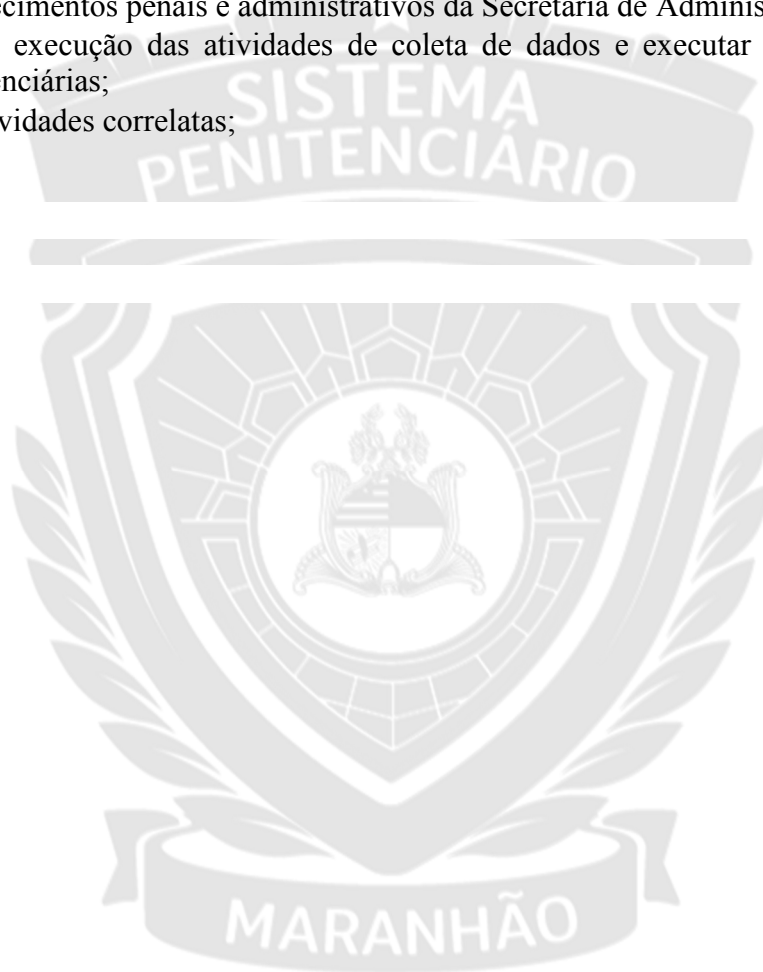 ecimentos penais e administrativos da Secretaria de Adminis
execução das atividades de coleta de dados e executar
enciárias;
vidades correlatas;
SISTEMA
PENITENCIÁRIO
MARANHÃO